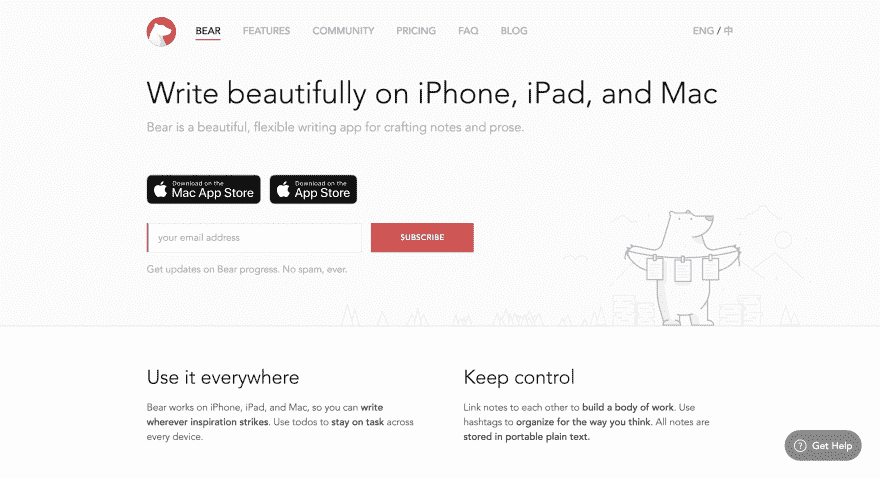 BEAR FEATURES COMMUNITY PRICING FAQ BLOG ENG / 中
Write beautifully on iPhone, iPad, and Mac
Bear is a beautiful, flexible writing app for crafting notes and prose.
Download on the
Mac App Store
Download on the
App Store
your email address
SUBSCRIBE
Get updates on Bear progress. No spam, ever.
Use it everywhere
Bear works on iPhone, iPad, and Mac, so you can write
wherever inspiration strikes. Use todos to stay on task across
every device.
Keep control
Link notes to each other to build a body of work. Use
hashtags to organize for the way you think. All notes are
stored in portable plain text.
Get Help